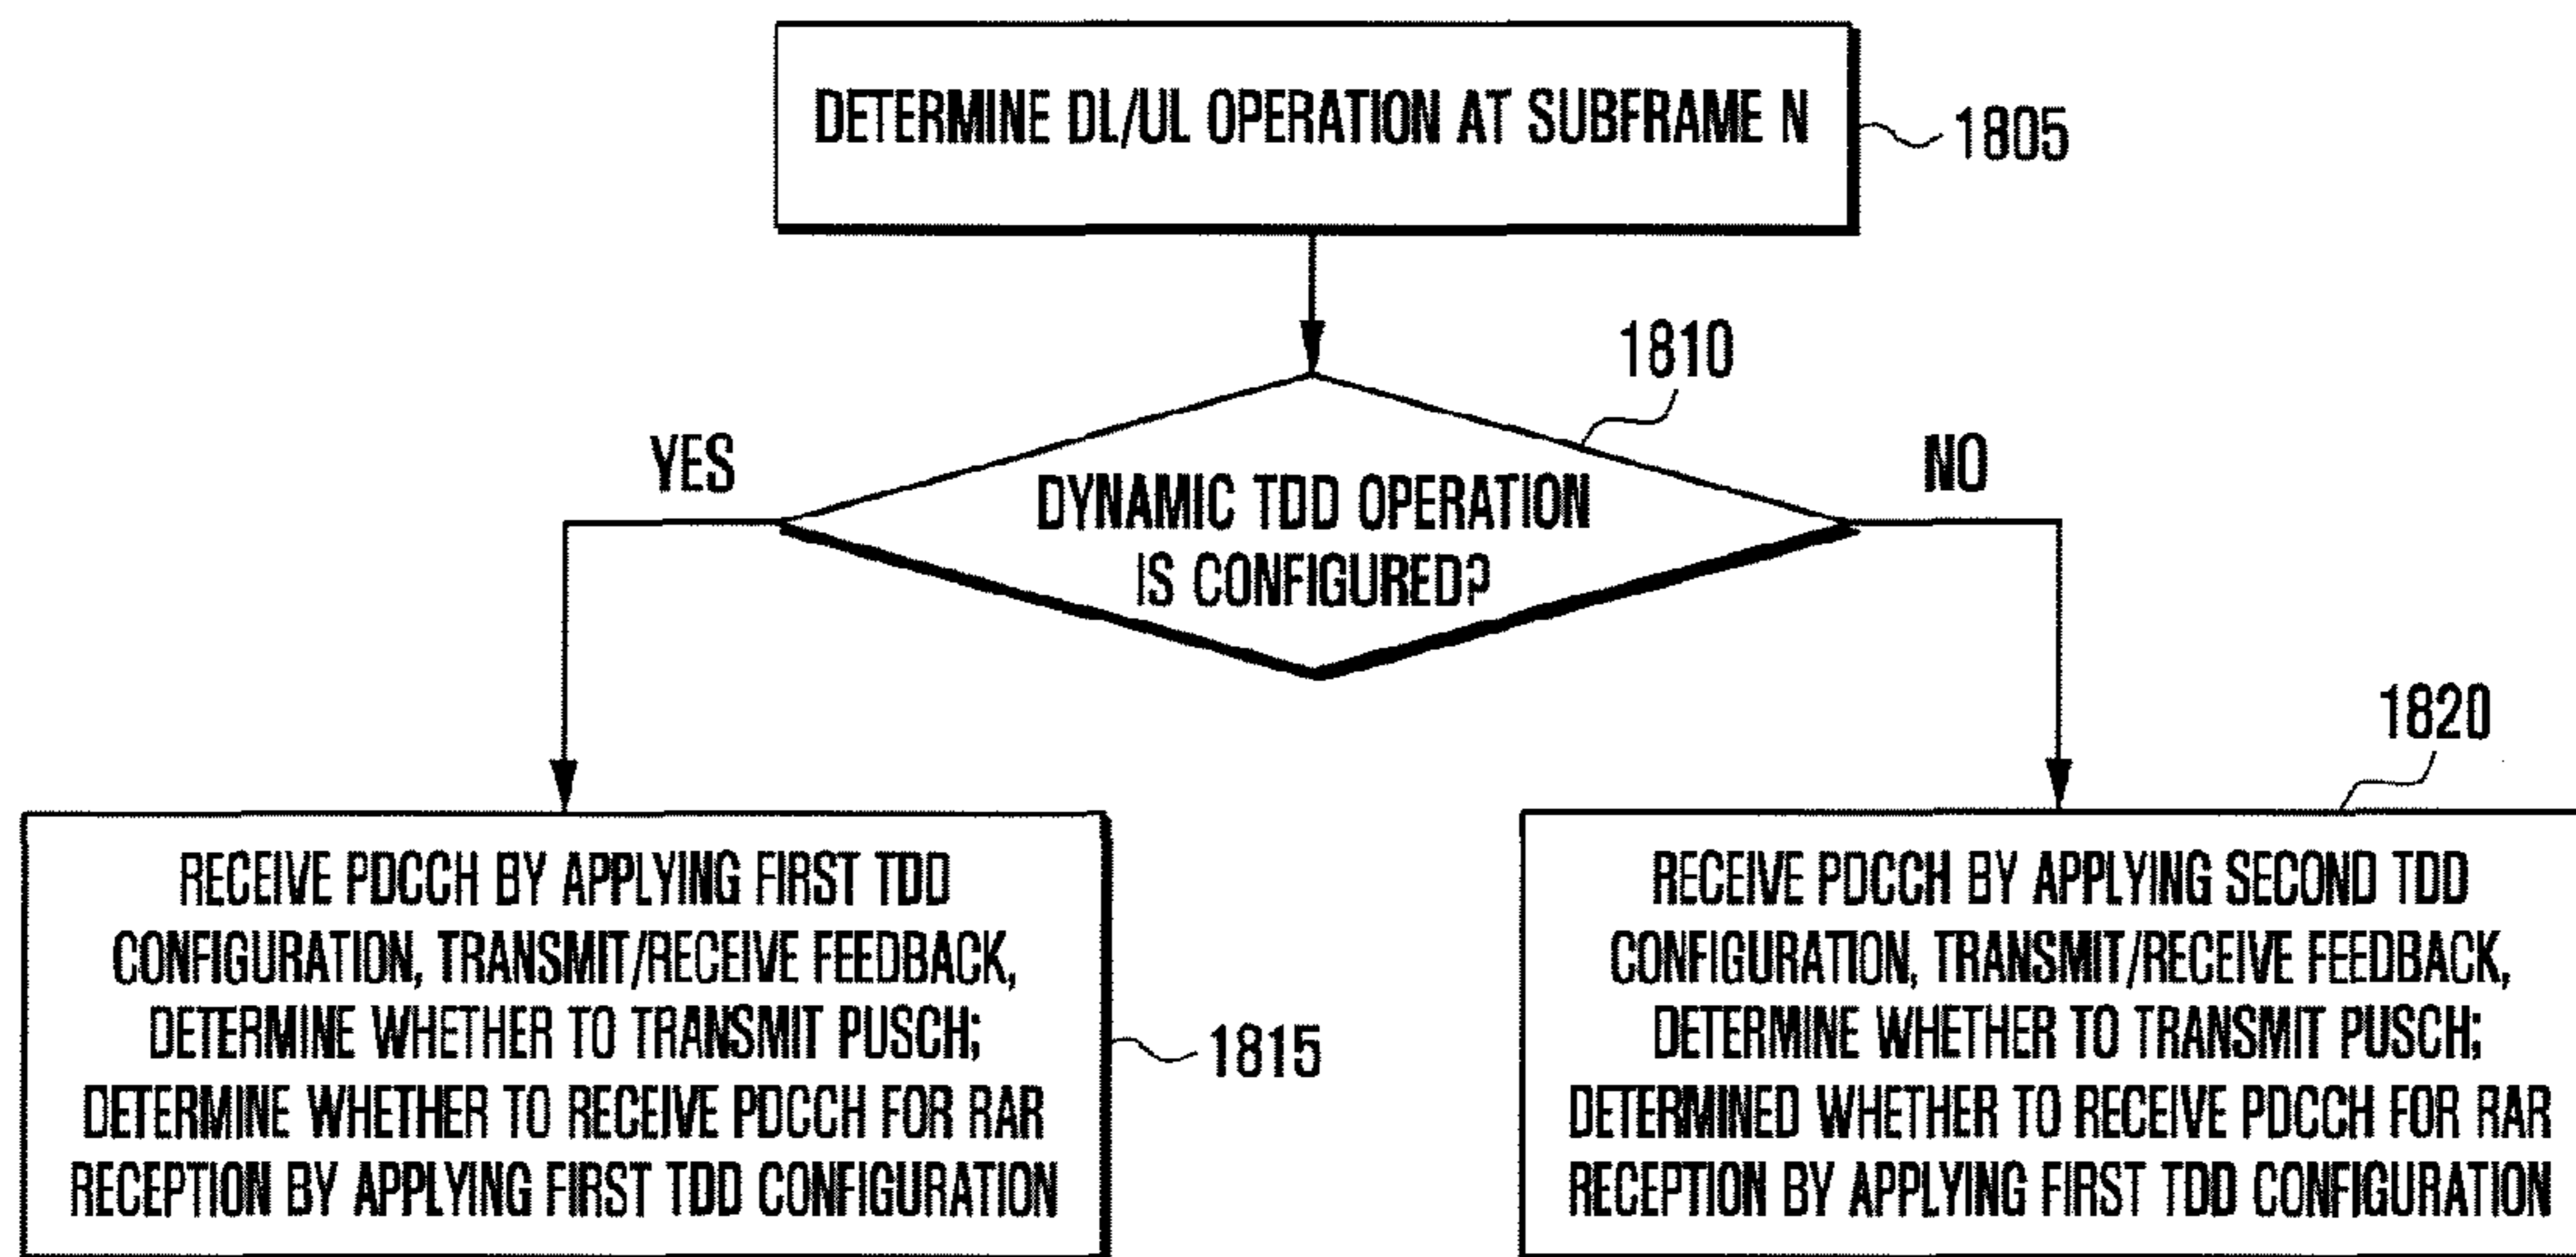 DETERMINE DL/UL OPERATION AT SUBFRAME N
1805
1810
YES
NO
DYNAMIC TDD OPERATION
IS CONFIGURED?
1820
RECEIVE PDCCH BY APPLYING FIRST TDD
CONFIGURATION, TRANSMIT/RECEIVE FEEDBACK,
DETERMINE WHETHER TO TRANSMIT PUSCH;
DETERMINE WHETHER TO RECEIVE PDCCH FOR RAR
RECEPTION BY APPLYING FIRST TDD CONFIGURATION
1815
RECEIVE PDCCH BY APPLYING SECOND TDD
CONFIGURATION, TRANSMIT/RECEIVE FEEDBACK,
DETERMINE WHETHER TO TRANSMIT PUSCH;
DETERMINED WHETHER TO RECEIVE PDCCH FOR RAR
RECEPTION BY APPLYING FIRST TDD CONFIGURATION